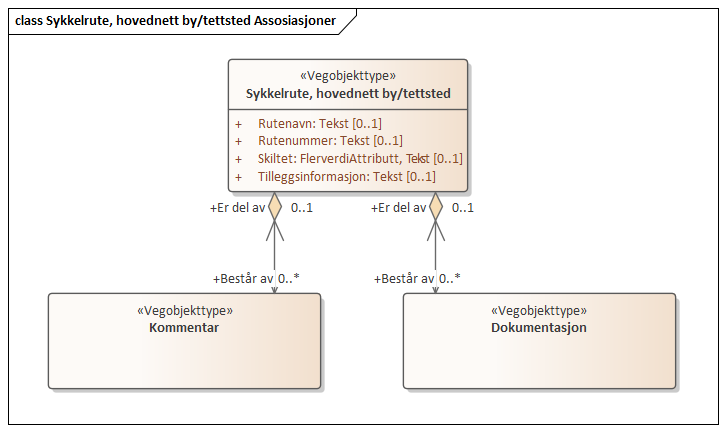 class Sykkelrute, hovednett by/tettsted Assosiasjoner
«Vegobjekttype»
Sykkelrute, hovednett by/tettsted
+ Rutenavn: Tekst [0..1]
+ Rutenummer: Tekst [0..1]
+ Skiltet: FlerverdiAttributt, Tekst [0..1]
+ Tilleggsinformasjon: Tekst [0..1]
+Er del av 0..1 +Er del av 0..1
+Består av 0..* +Består av 0..*
«Vegobjekttype»
Kommentar
«Vegobjekttype»
Dokumentasjon